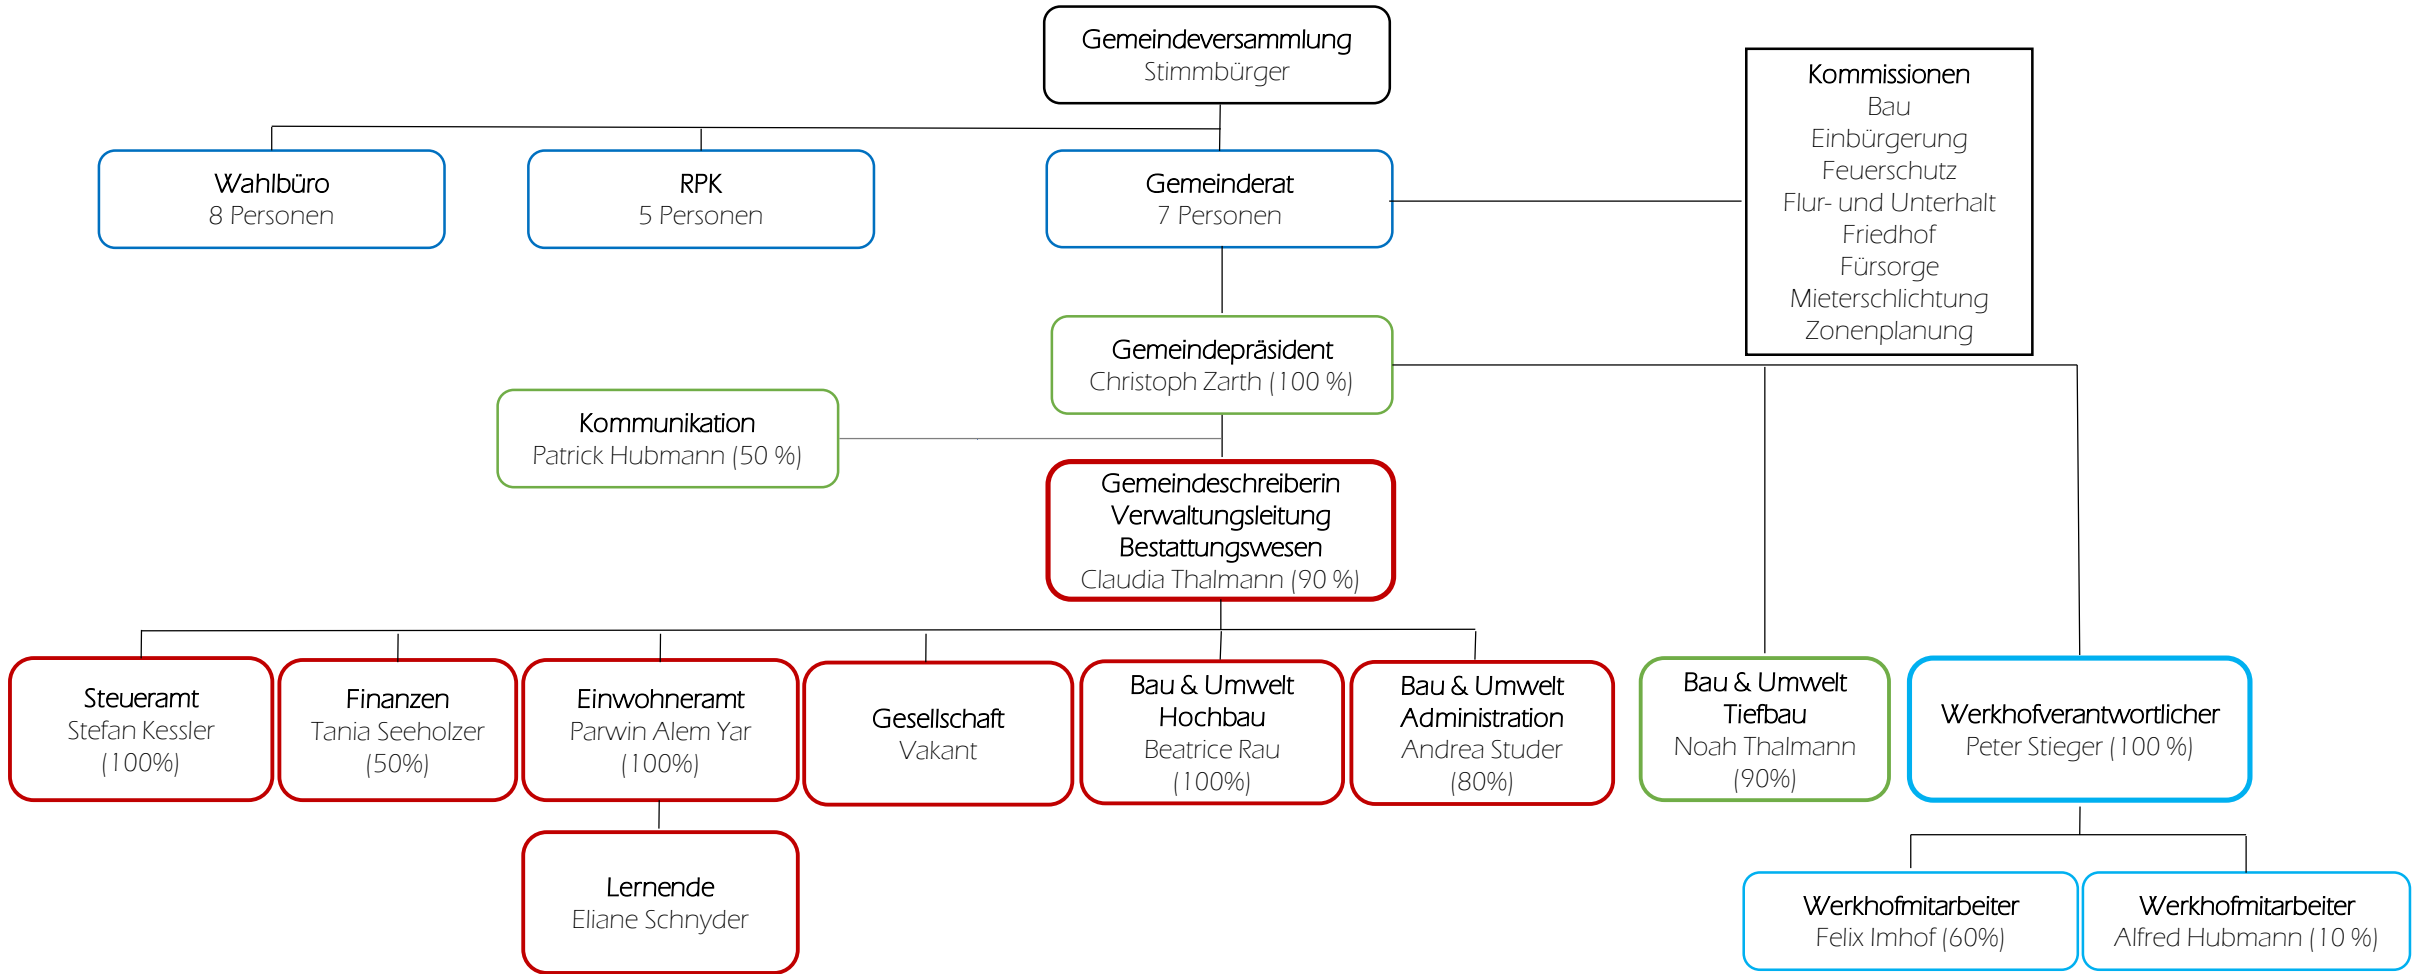 Gemeindeversammlung
Stimmbürger
Kommissionen
Bau
Einbürgerung
Feuerschutz
Flur- und Unterhalt
Friedhof
Fürsorge
Mieterschlichtung
Zonenplanung
Wahlbüro
8 Personen
RPK
5 Personen
Gemeinderat
7 Personen
Gemeindepräsident
Christoph Zarth (100 %)
Kommunikation
Patrick Hubmann (50 %)
Gemeindeschreiberin
Verwaltungsleitung
Bestattungswesen
Claudia Thalmann (90 %)
Steueramt
Stefan Kessler
(100%)
Finanzen
Tania Seeholzer
(50%)
Einwohneramt
Parwin Alem Yar
(100%)
Gesellschaft
Vakant
Bau & Umwelt
Hochbau
Beatrice Rau
(100%)
Bau & Umwelt
Administration
Andrea Studer
(80%)
Bau & Umwelt
Tiefbau
Noah Thalmann
(90%)
Werkhofverantwortlicher
Peter Stieger (100 %)
Lernende
Eliane Schnyder
Werkhofmitarbeiter
Felix Imhof (60%)
Werkhofmitarbeiter
Alfred Hubmann (10 %)